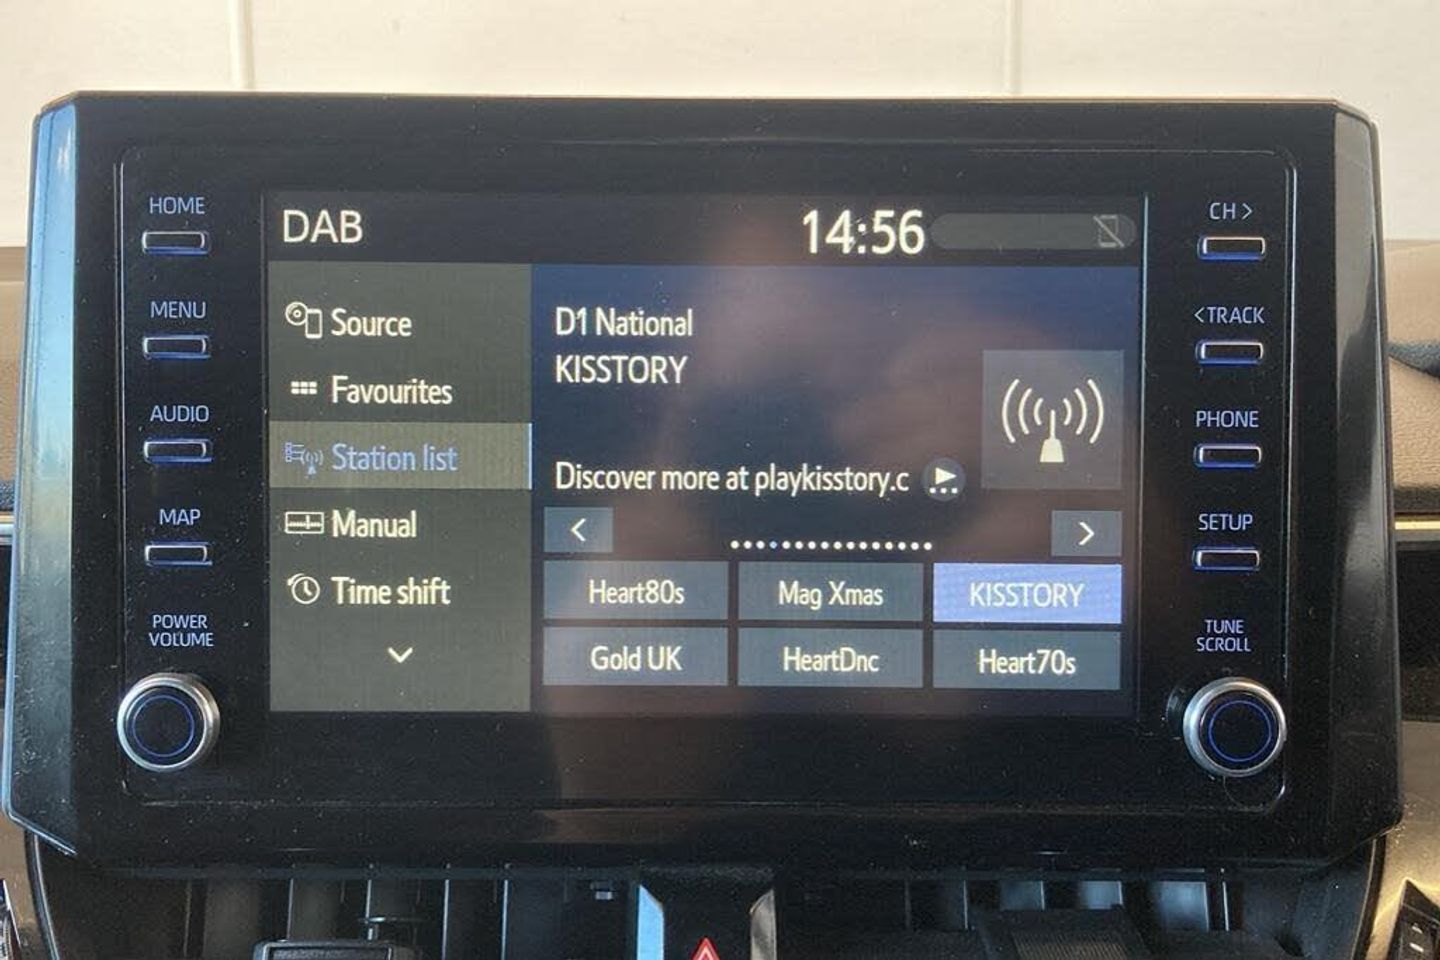 HOME
MENU
AUDIO
MAP
POWER
VOLUME
DAB
14:56
Source
Favourites
Station list
Manual
Time shift
D1 National
KISSTORY
Discover more at playkisstory.c
Heart80s
Mag Xmas
KISSTORY
Gold UK
HeartDnc
Heart70s
CH >
<TRACK
PHONE
SETUP
TUNE
SCROLL